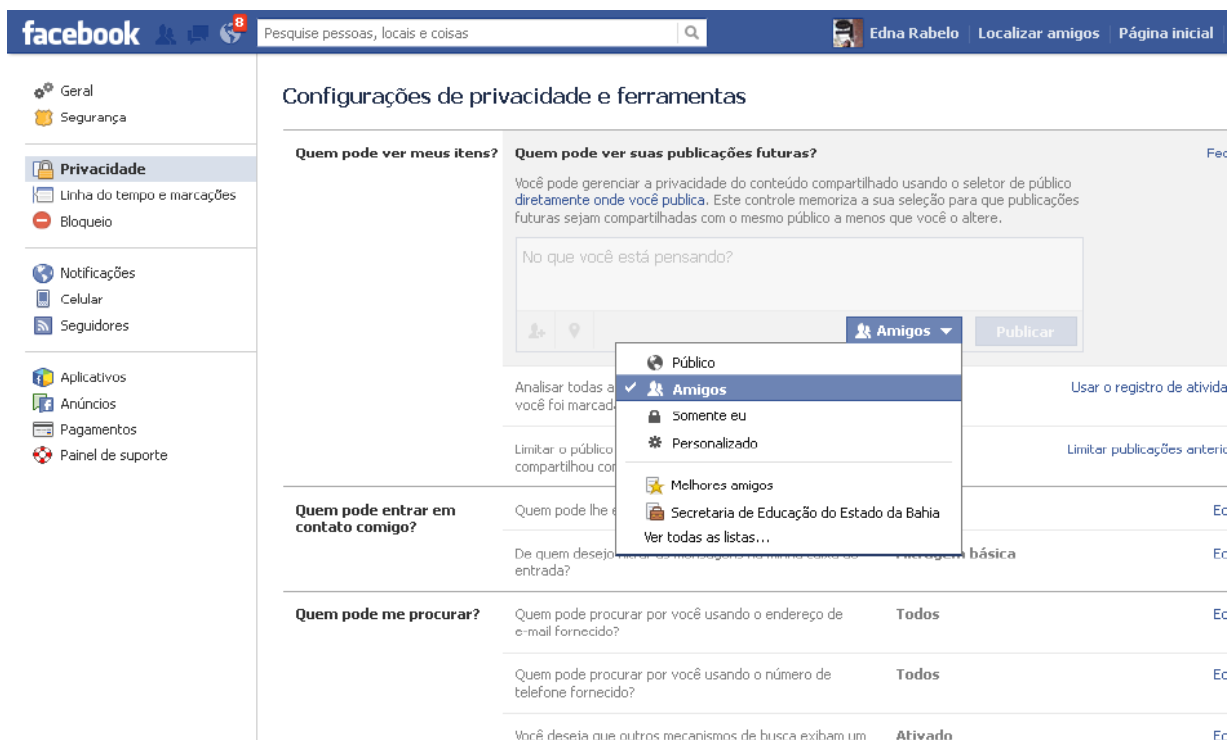 facebook
8
Pesquise pessoas, locais e coisas
Edna Rabelo
Localizar amigos
Página inicial
Geral
Segurança
Privacidade
Linha do tempo e marcações
Bloqueio
Notificações
Celular
Seguidores
Aplicativos
Anúncios
Pagamentos
Painel de suporte
Configurações de privacidade e ferramentas
Quem pode ver meus itens?
Quem pode ver suas publicações futuras?
Você pode gerenciar a privacidade do conteúdo compartilhado usando o seletor de público
diretamente onde você publica. Este controle memoriza a sua seleção para que publicações
futuras sejam compartilhadas com o mesmo público a menos que você o altere.
No que você está pensando?
Amigos
Publicar
Público
Amigos
Somente eu
Personalizado
Melhores amigos
Secretaria de Educação do Estado da Bahia
Ver todas as listas...
Analisar todas
você foi
Usar o registro de
Limitar o público
compartilhou
Limitar publicações
Quem pode entrar em
contato comigo?
Quem pode lhe
De quem desejo
entrada?
básica
Quem pode me procurar?
Quem pode procurar por você usando o endereço de
e-mail fornecido?
Todos
Quem pode procurar por você usando o número de
telefone fornecido?
Todos
Você deseja que outros mecanismos de busca exibam um
Ativado